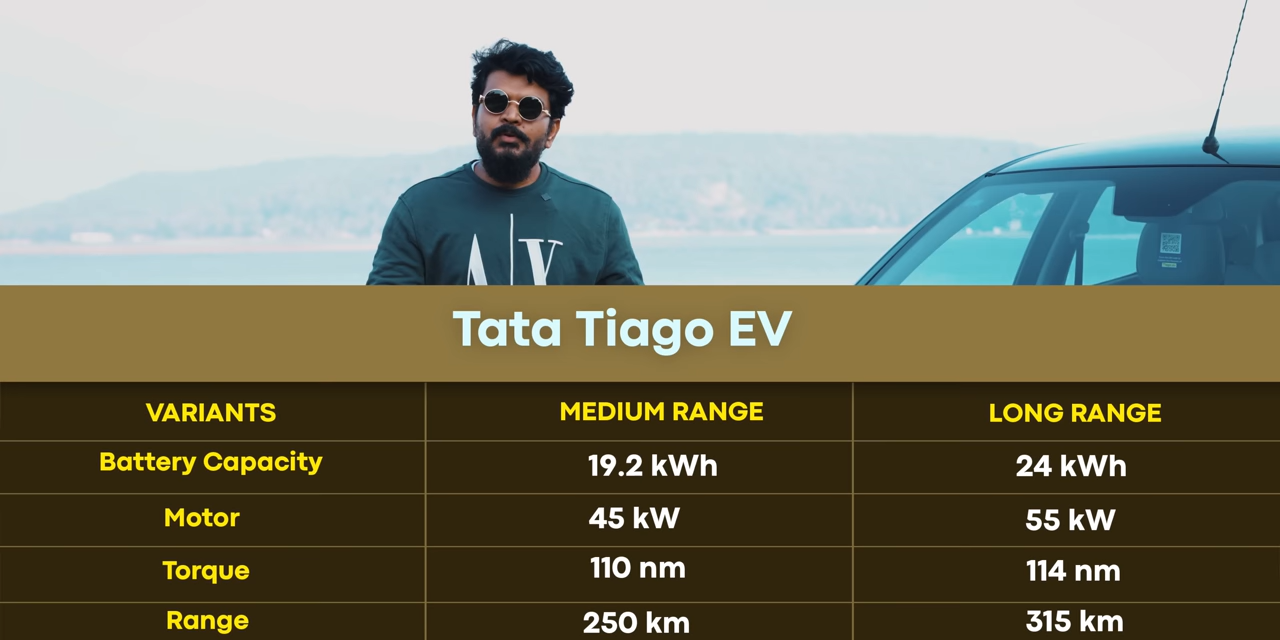 A|X
Tata Tiago EV
VARIANTS MEDIUM RANGE LONG RANGE
Battery Capacity 19.2 kWh 24 kWh
Motor 45 kW 55 kW
Torque 110 nm 114 nm
Range 250 km 315 km